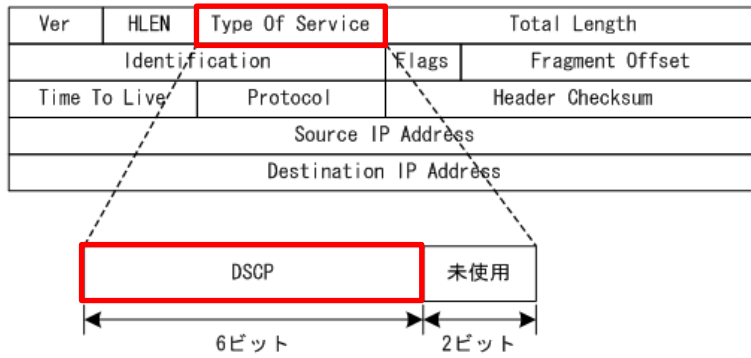 Ver HLEN Type Of Service Total Length
Identification Flags Fragment Offset
Time To Live Protocol Header Checksum
Source IP Address
Destination IP Address
DSCP 未使用
6ビット 2ビット